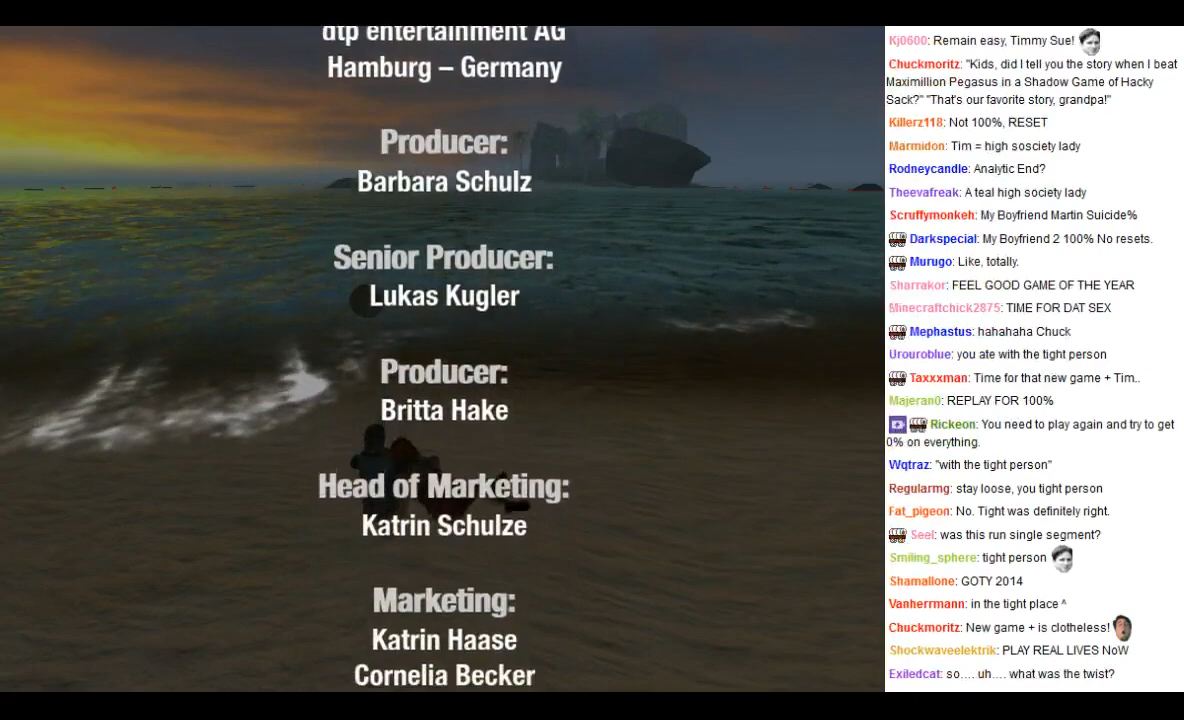 dtp entertainment AG
Hamburg – Germany
Producer:
Barbara Schulz
Senior Producer:
Lukas Kugler
Producer:
Britta Hake
Head of Marketing:
Katrin Schulze
Marketing:
Katrin Haase
Cornelia Becker
Kj0600: Remain easy, Timmy Sue!
Chuckmoritz: "Kids, did I tell you the story when I beat
Maximillion Pegasus in a Shadow Game of Hacky
Sack?" "That's our favorite story, grandpa!"
Killerz118: Not 100%, RESET
Marmidon: Tim = high sosciety lady
Rodneycandle: Analytic End?
Theevafreak: A teal high society lady
Scruffymonkeh: My Boyfriend Martin Suicide%
Darkspecial: My Boyfriend 2 100% No resets.
Murugo: Like, totally.
Sharrakor: FEEL GOOD GAME OF THE YEAR
Minecraftchick2875: TIME FOR DAT SEX
Mephastus: hahahaha Chuck
Urouroblue: you ate with the tight person
Taxxxman: Time for that new game + Tim..
Majeran0: REPLAY FOR 100%
Rickeon: You need to play again and try to get
0% on everything.
Wqtraz: "with the tight person"
Regularmg: stay loose, you tight person
Fat_pigeon: No. Tight was definitely right.
Seel: was this run single segment?
Smiling_sphere: tight person
Shamallone: GOTY 2014
Vanherrmann: in the tight place ^
Chuckmoritz: New game + is clotheless!
Shockwaveelektrik: PLAY REAL LIVES NoW
Exiledcat: so.... uh.... what was the twist?